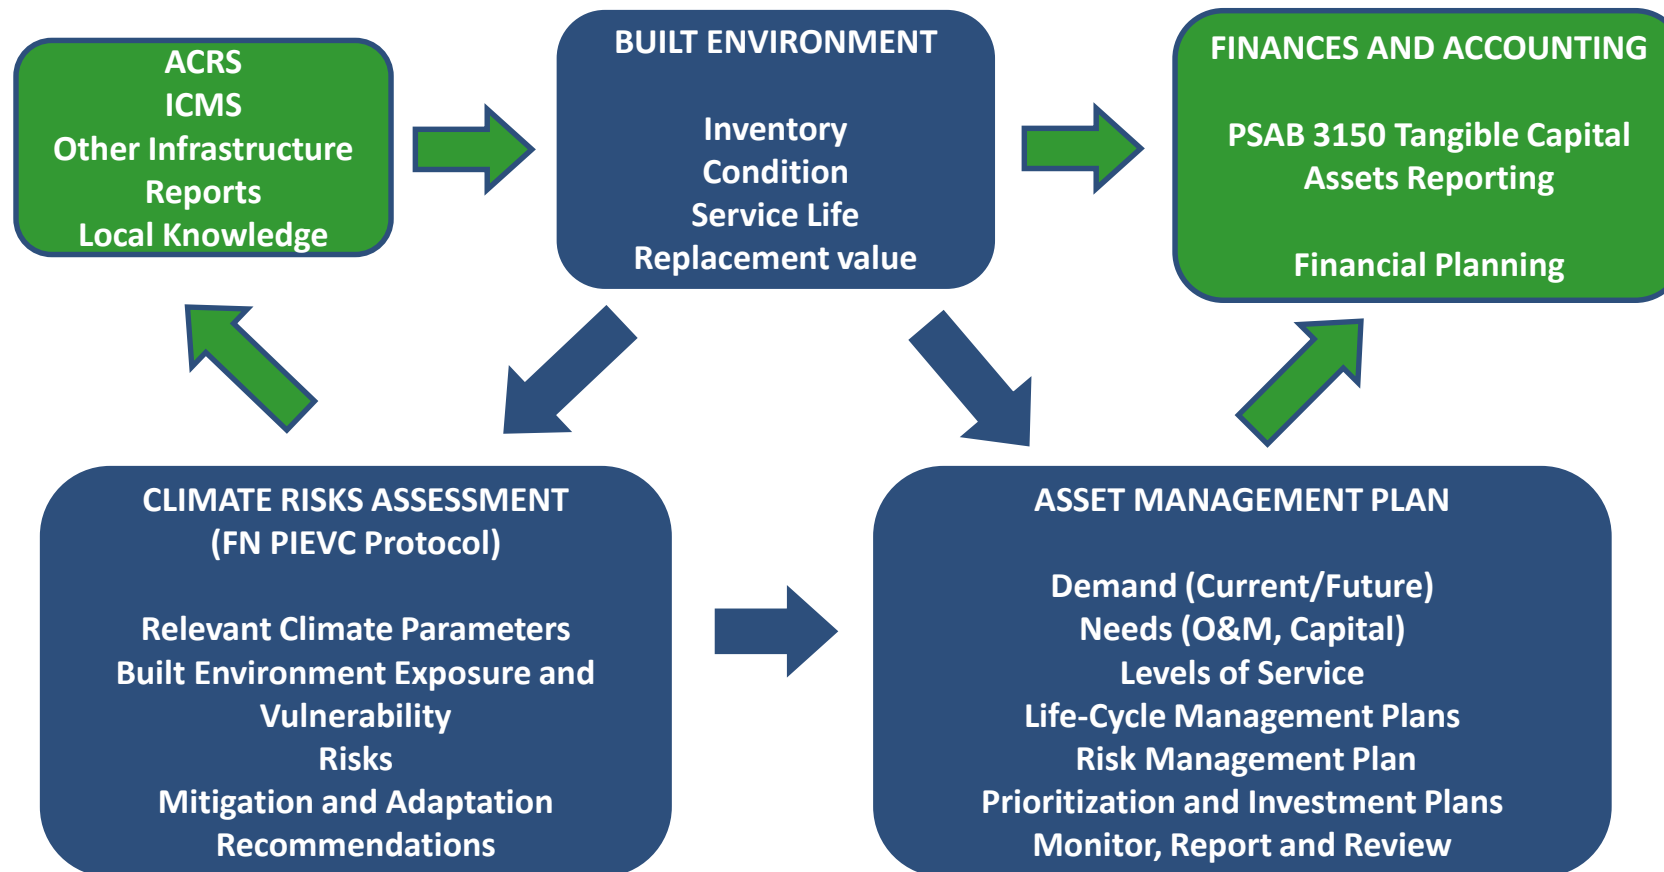 ACRS
ICMS
Other Infrastructure
Reports
Local Knowledge
BUILT ENVIRONMENT
Inventory
Condition
Service Life
Replacement value
FINANCES AND ACCOUNTING
PSAB 3150 Tangible Capital
Assets Reporting
Financial Planning
CLIMATE RISKS ASSESSMENT
(FN PIEVC Protocol)
Relevant Climate Parameters
Built Environment Exposure and
Vulnerability
Risks
Mitigation and Adaptation
Recommendations
ASSET MANAGEMENT PLAN
Demand (Current/Future)
Needs (O&M, Capital)
Levels of Service
Life-Cycle Management Plans
Risk Management Plan
Prioritization and Investment Plans
Monitor, Report and Review